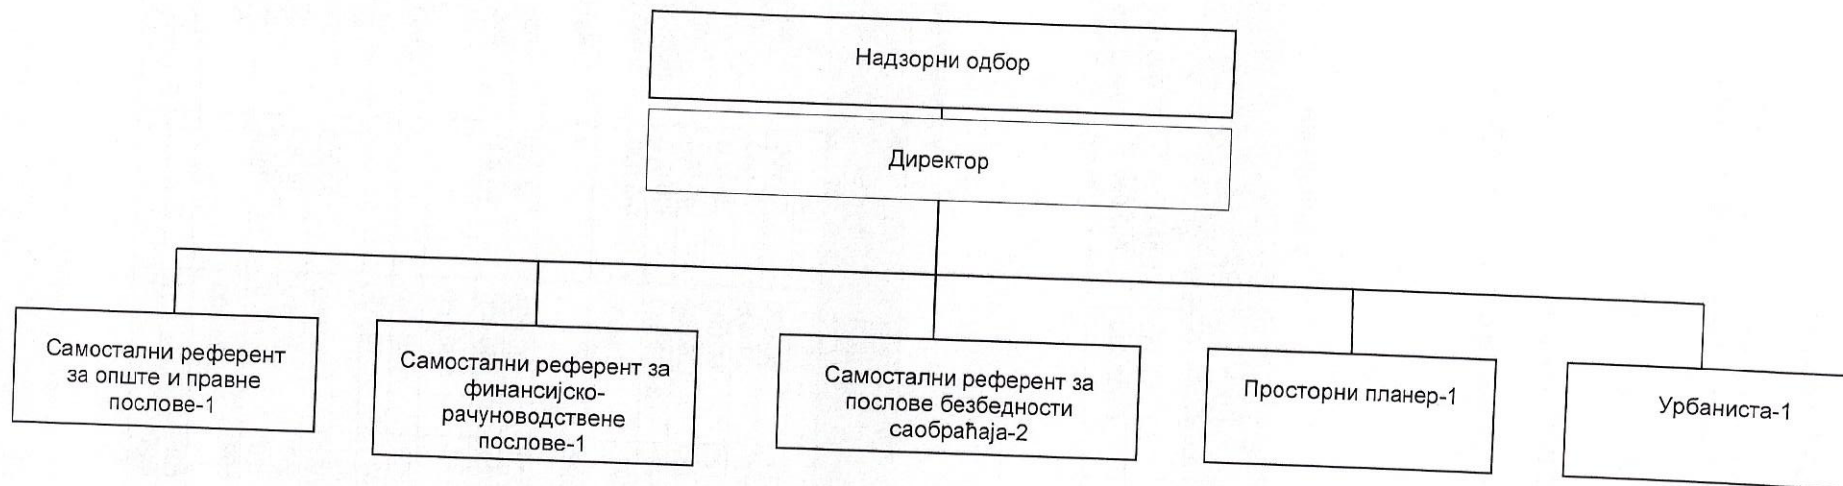 Надзорни одбор
Директор
Самостални референт
за опште и правне
послове-1
Самостални референт за
финансијско-
рачуноводствене
послове-1
Самостални референт за
послове безбедности
саобраћаја-2
Просторни планер-1
Урбаниста-1